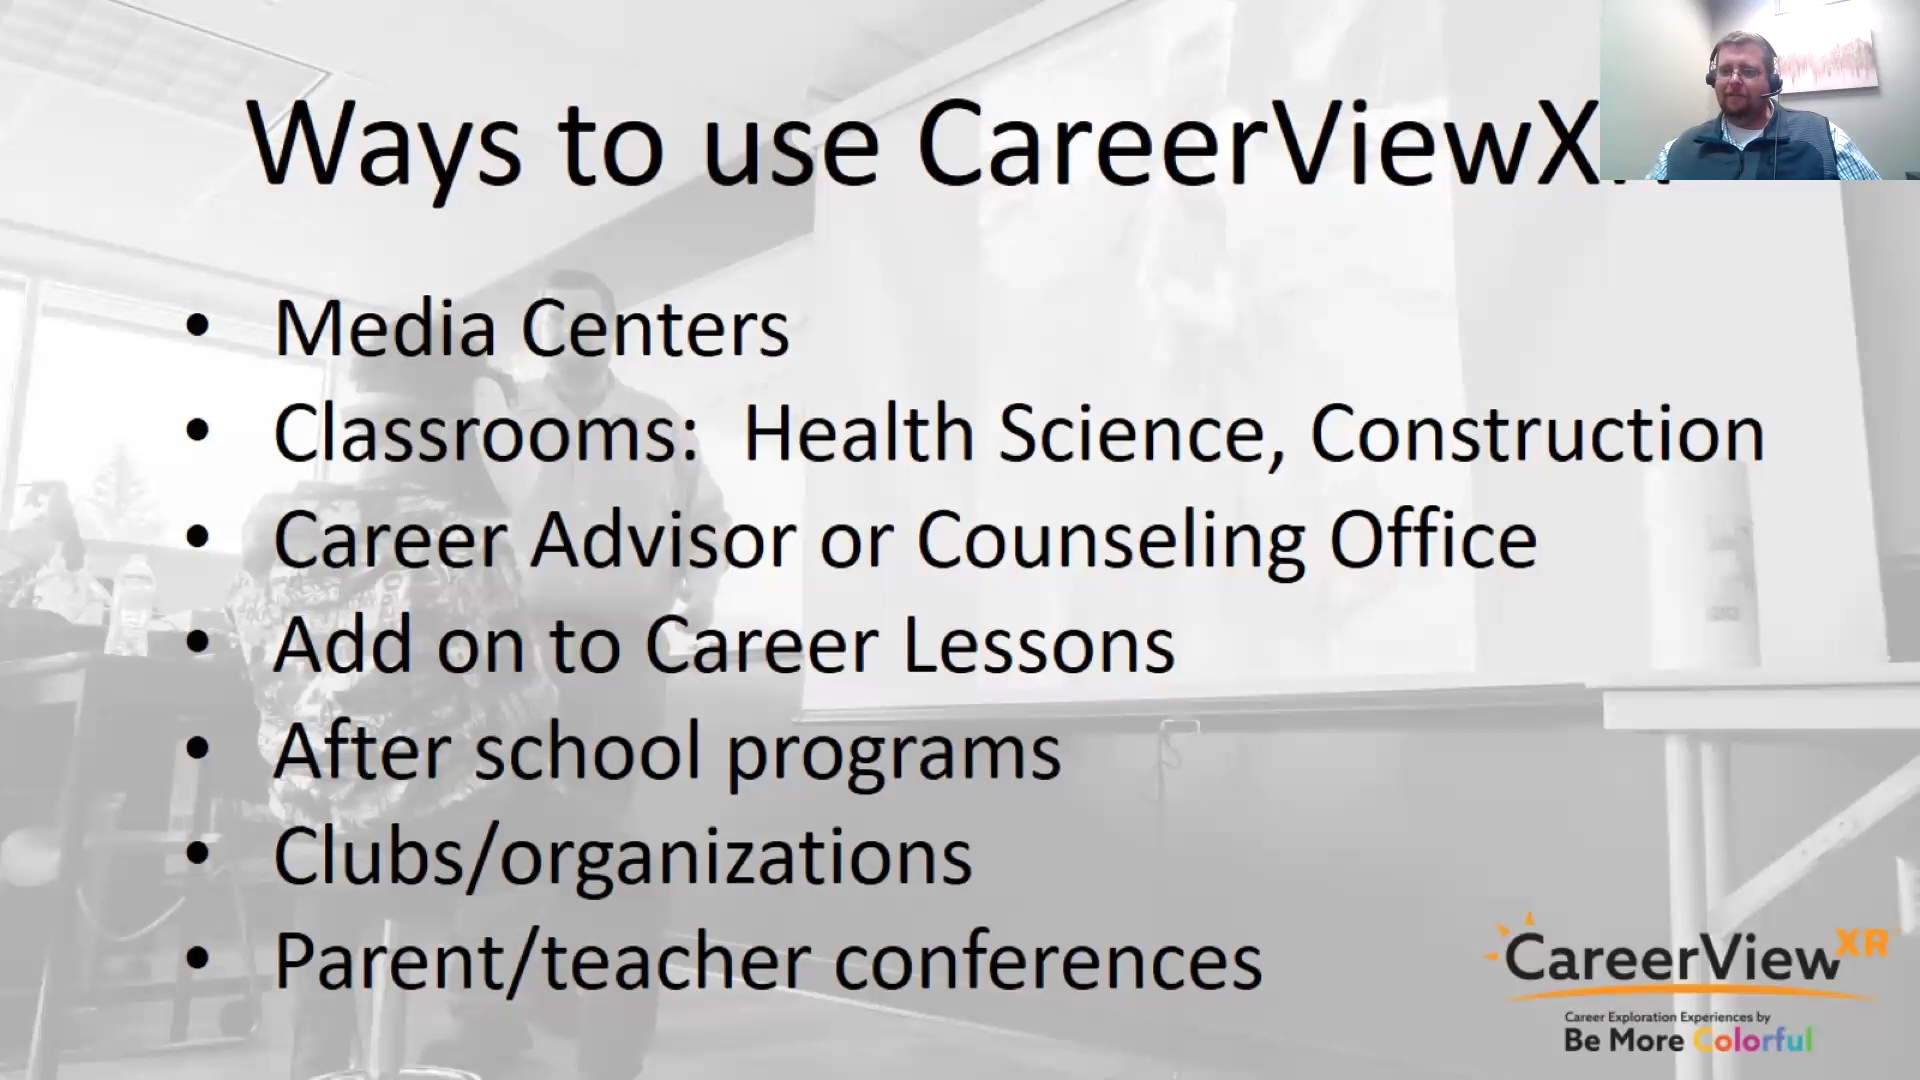 Ways to use CareerViewX
• Media Centers
• Classrooms:  Health Science, Construction
• Career Advisor or Counseling Office
• Add on to Career Lessons
• After school programs
• Clubs/organizations
• Parent/teacher conferences
CareerViewXR
Career Exploration Experiences by
Be More Colorful